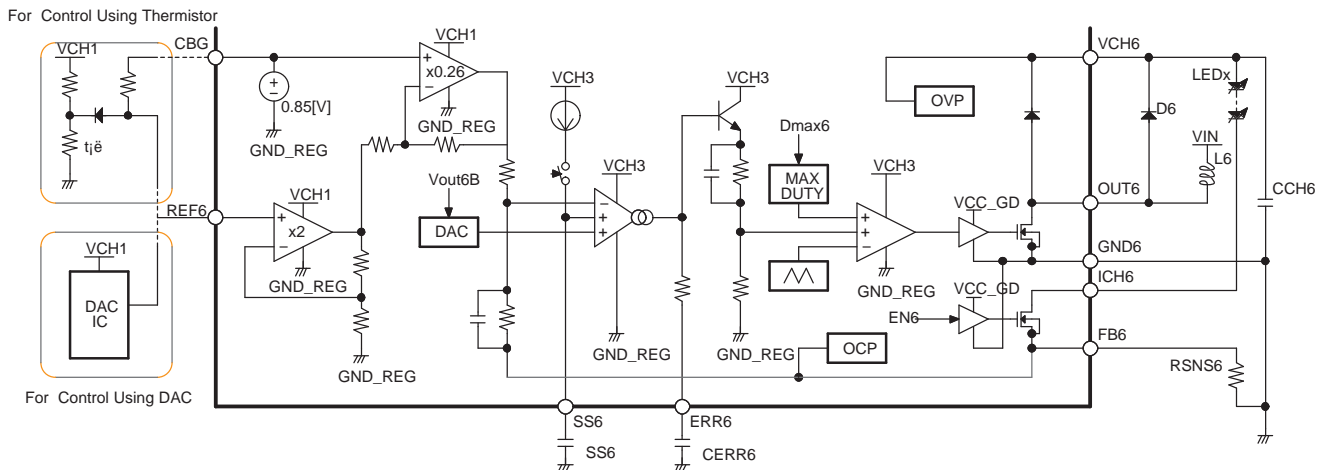 For Control Using Thermistor
VCH1
CBG
t¡ë
REF6
VCH1
DAC
IC
For Control Using DAC
0.85[V]
GND_REG
VCH1
+
x0.26
−
GND_REG
VCH1
+
x2
−
GND_REG
GND_REG
Vout6B
DAC
VCH3
VCH3
−
+
+
GND_REG
SS6
SS6
ERR6
CERR6
VCH3
GND_REG
Dmax6
MAX
DUTY
VCH3
+
+
−
GND_REG
OVP
VCC_GD
VCC_GD
EN6
OCP
VCH6
LEDx
D6
VIN
L6
OUT6
CCH6
GND6
ICH6
FB6
RSNS6